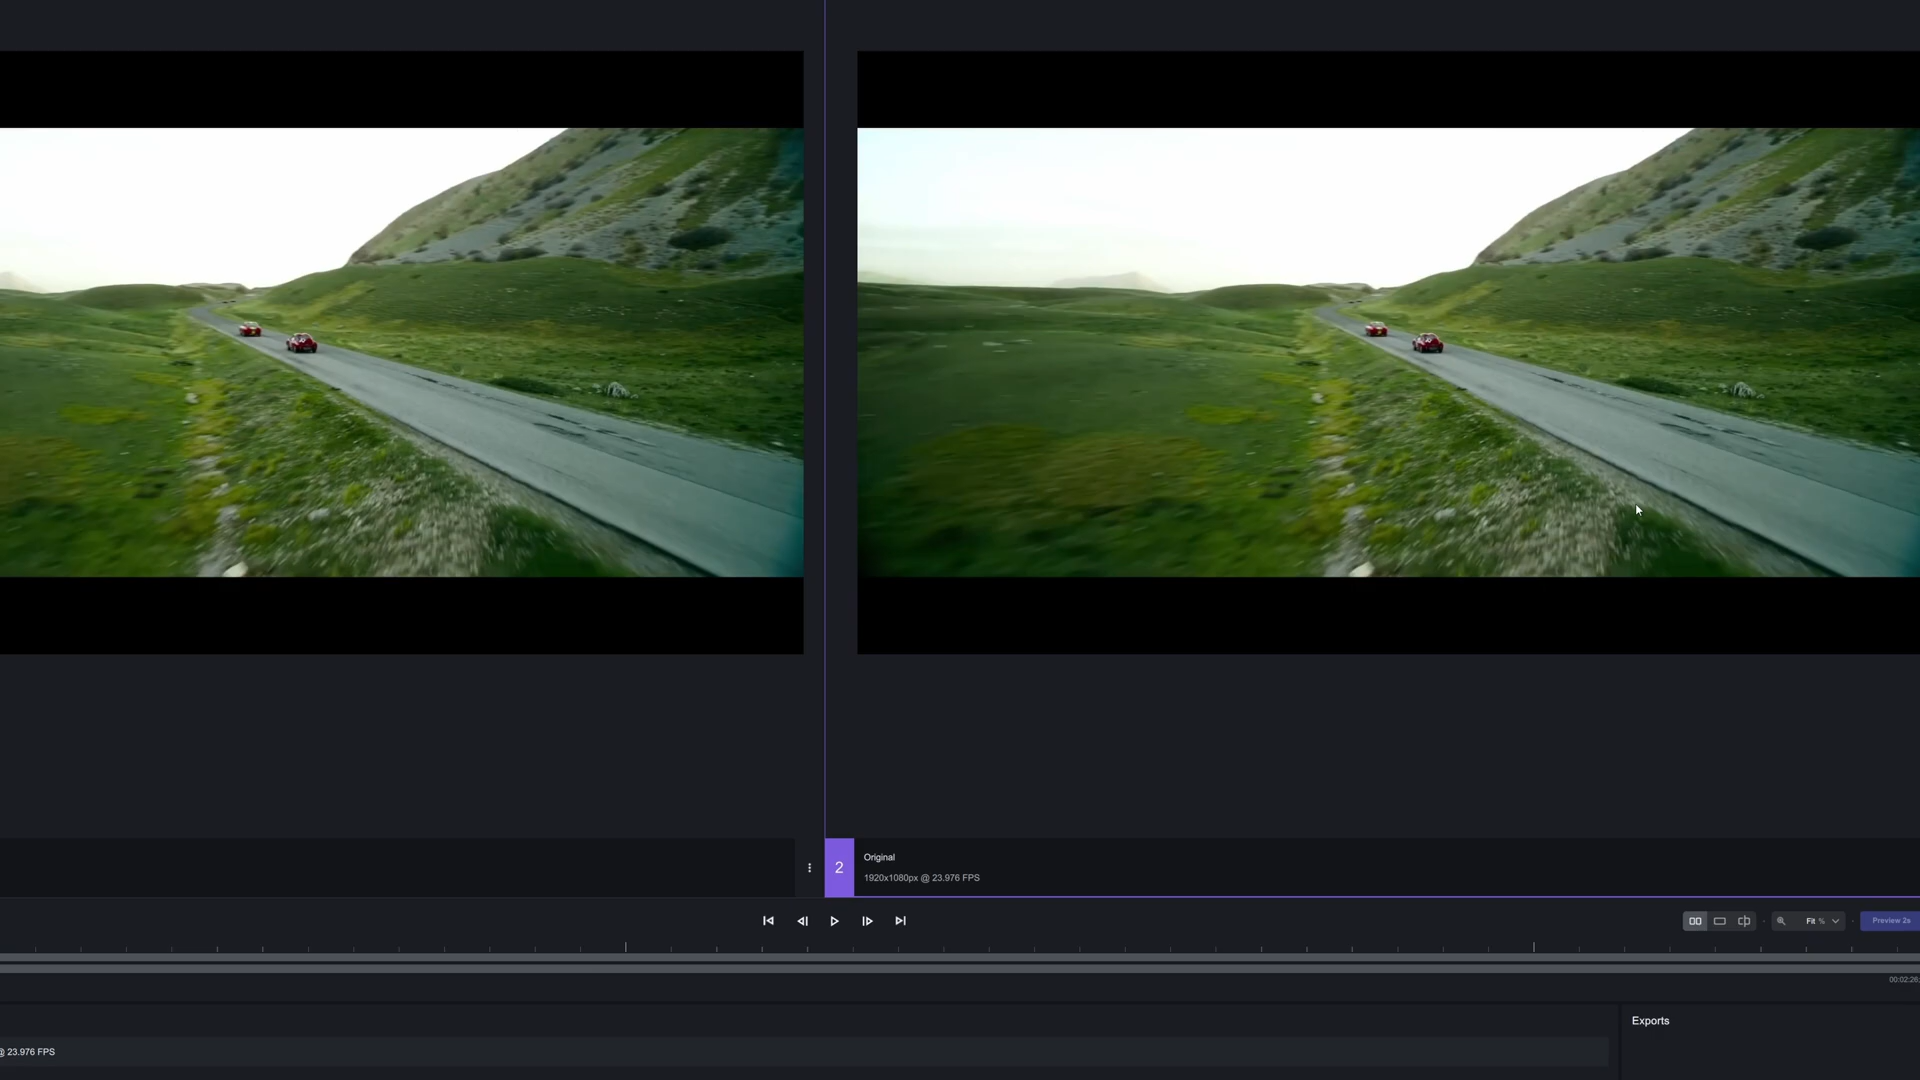 2
Original
1920x1080px @ 23.976 FPS
Fit %
Preview 2s
00:02:26
Exports
@ 23.976 FPS